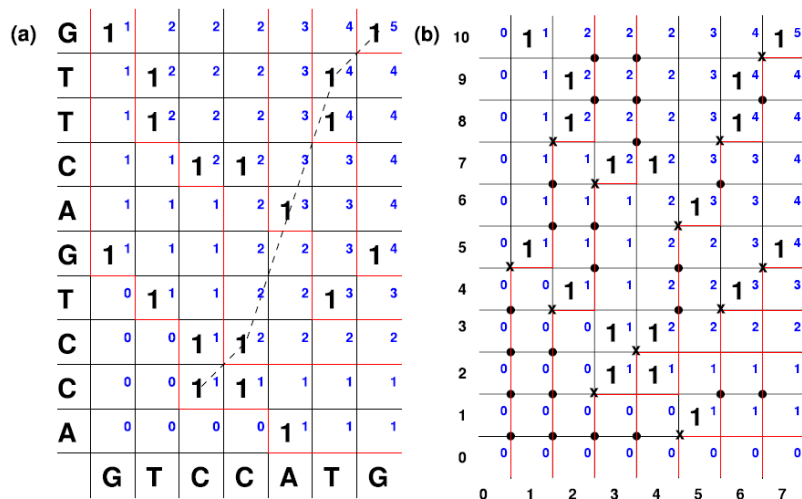 (a) G 1 1 2 2 2 3 4 1 5
T 1 1 2 2 2 3 1 4 4
T 1 1 2 2 2 3 1 4 4
C 1 1 1 2 1 2 3 3 4
A 1 1 1 2 1 3 3 4
G 1 1 1 1 2 2 3 1 4
T 0 1 1 1 2 2 1 3 3
C 0 0 1 1 1 2 2 2 2
C 0 0 1 1 1 1 1 1 1
A 0 0 0 0 1 1 1 1
G T C C A T G
(b) 10 0 1 1 2 2 2 3 4 1 5
9 0 1 1 2 2 2 3 1 4 4
8 0 1 1 2 2 2 3 1 4 4
7 0 1 1 1 2 1 2 3 3 4
6 0 1 1 1 2 1 3 3 4
5 0 1 1 1 1 2 2 3 1 4
4 0 0 1 1 1 2 2 1 3 3
3 0 0 0 1 1 1 2 2 2 2
2 0 0 0 1 1 1 1 1 1 1
1 0 0 0 0 0 1 1 1 1
0 0 0 0 0 0 0 0 0
0 1 2 3 4 5 6 7